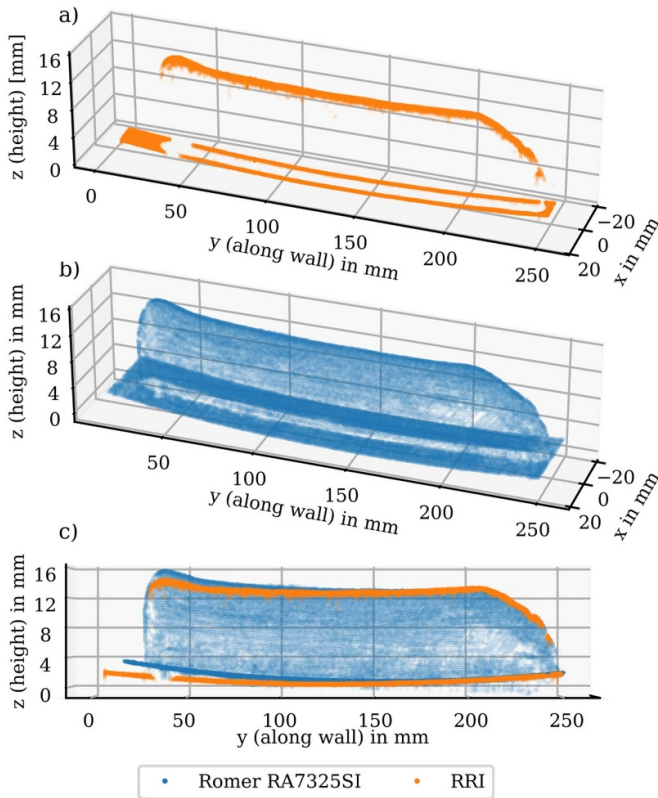 a)
z (height) [mm]
16
12
8
4
0
0
50
100
150
200
250
y (along wall) in mm
−20
0
20
x in mm
b)
z (height) in mm
16
12
8
4
0
50
100
150
200
250
y (along wall) in mm
−20
0
20
x in mm
c)
z (height) in mm
16
12
8
4
0
0
50
100
150
200
250
y (along wall) in mm
Romer RA7325SI
RRI